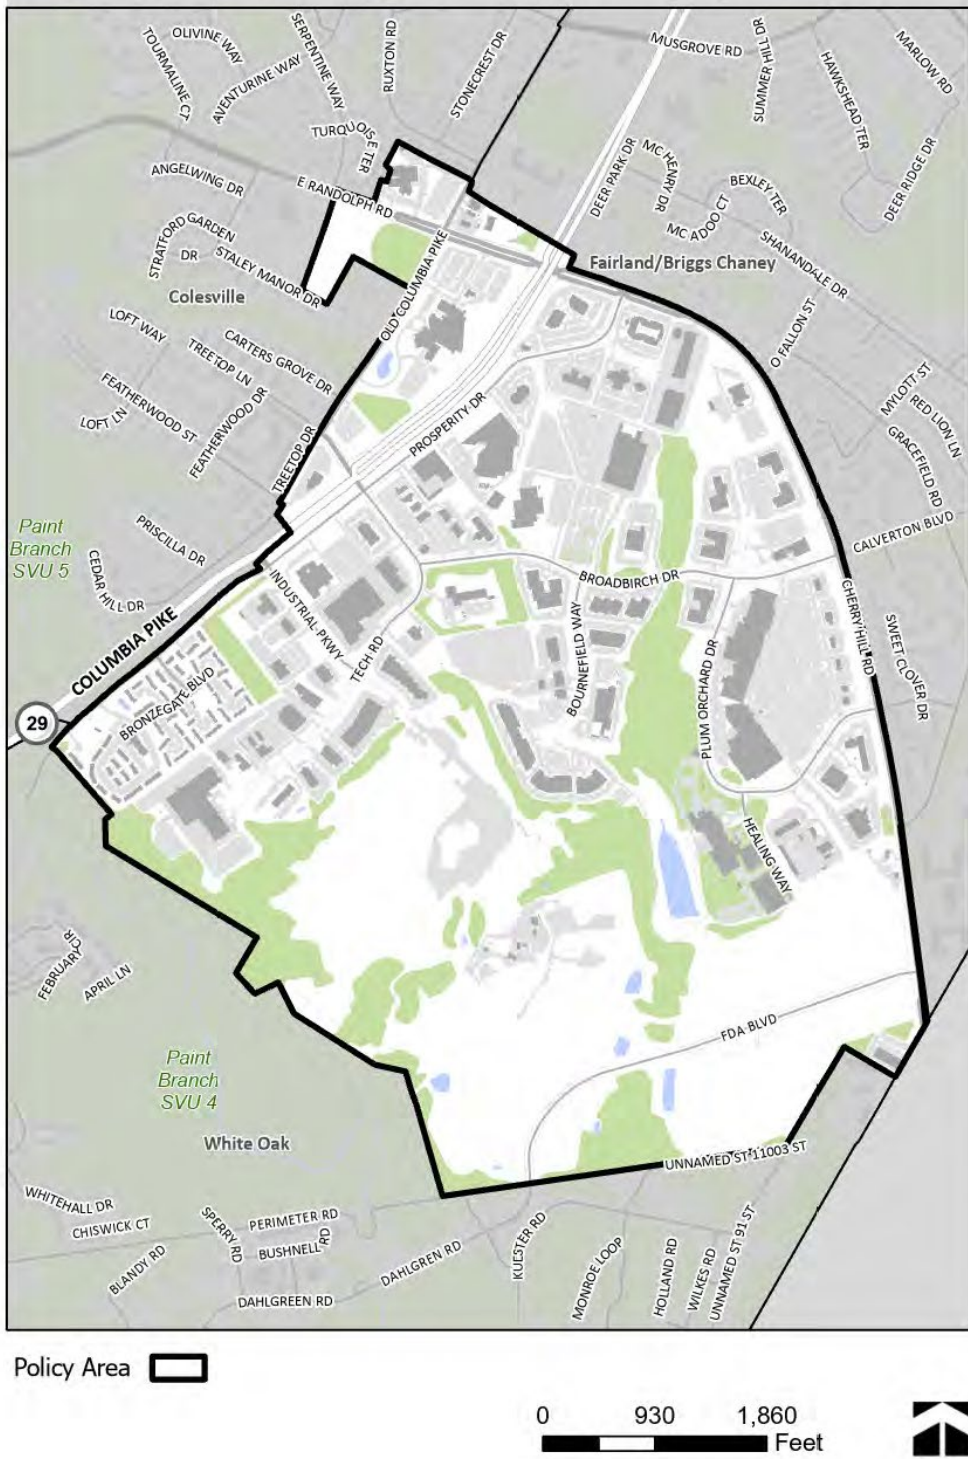 OLIVINE WAY
TOURMALINE CT
AVENTURINE WAY
SERPENTINE WAY
RUXTON RD
STONECREST DR
MUSGROVE RD
SUMMER HILL DR
HAWKSHEAD TER
MARLOW RD
TURQUOISE TER
ANGELWING DR
E RANDOLPH RD
DEER PARK DR
MC HENRY DR
BEXLEY TER
MC ADOO CT
DEER RIDGE DR
STRATFORD GARDEN
DR
STALEY MANOR DR
OLD COLUMBIA PIKE
Fairland/Briggs Chaney
SHANANDALE DR
Colesville
LOFT WAY
TREETOP LN
CARTERS GROVE DR
O FALLON ST
FEATHERWOOD ST
LOFT LN
FEATHERWOOD DR
TREETOP DR
PROSPERITY DR
MYLOTT ST
RED LION LN
GRACEFIELD RD
Paint
Branch
SVU 5
PRISCILLA DR
CEDAR HILL DR
CALVERTON BLVD
BROADBIRCH DR
INDUSTRIAL PKWY
TECH RD
BOURNEFIELD WAY
CHERRY HILL RD
SWEET CLOVER DR
COLUMBIA PIKE
29
BRONZEGATE BLVD
PLUM ORCHARD DR
HEALING WAY
FEBRUARY CIR
APRIL LN
FDA BLVD
Paint
Branch
SVU 4
White Oak
UNNAMED ST 11003 ST
WHITEHALL DR
CHISWICK CT
BLANDY RD
SPERRY RD
PERIMETER RD
BUSHNELL RD
DAHLGREEN RD
DAHLGREN RD
KUESTER RD
MONROE LOOP
HOLLAND RD
WILKES RD
UNNAMED ST 91 ST
Policy Area
0 930 1,860
Feet